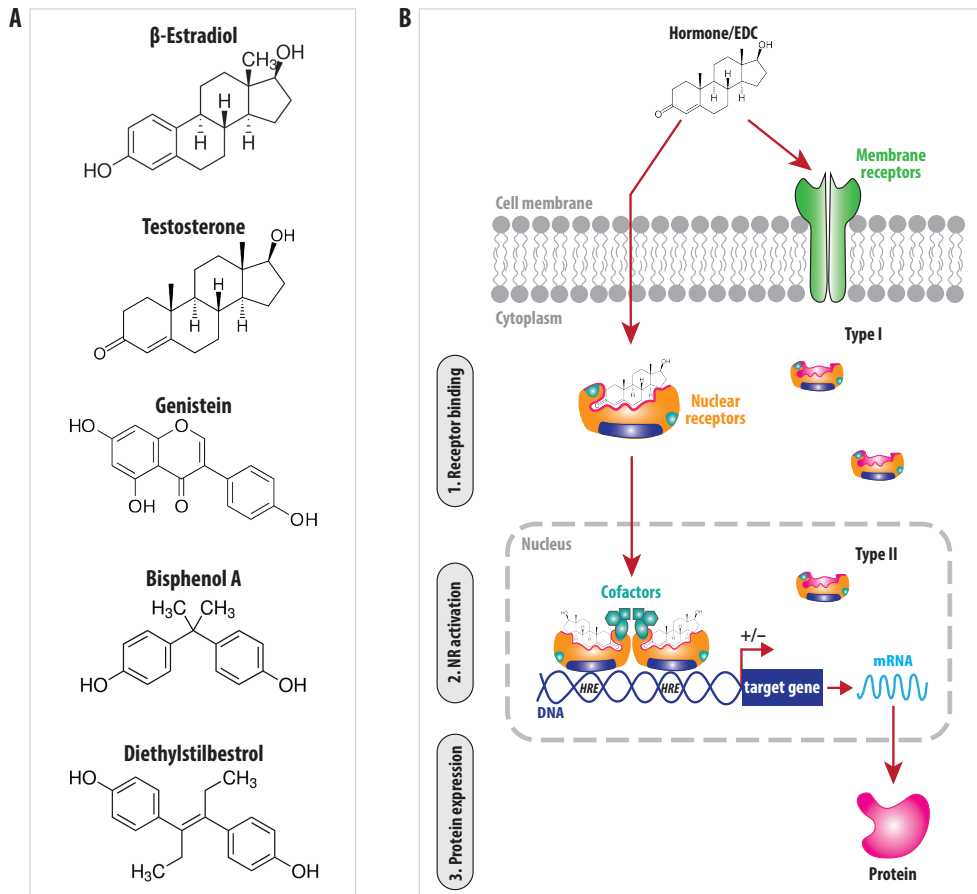 A
β-Estradiol
CH3
OH
H
H
H
HO
Testosterone
OH
H
H
H
O
Genistein
HO
O
OH
O
OH
Bisphenol A
H3C
CH3
HO
OH
Diethylstilbestrol
HO
CH3
H3C
OH
B
Hormone/EDC
OH
H
H
H
O
Membrane
receptors
Cell membrane
Cytoplasm
Type I
1. Receptor binding
OH
Nuclear
receptors
Nucleus
Type II
2. NR activation
Cofactors
+/–
mRNA
HRE
HRE
target gene
DNA
3. Protein expression
Protein